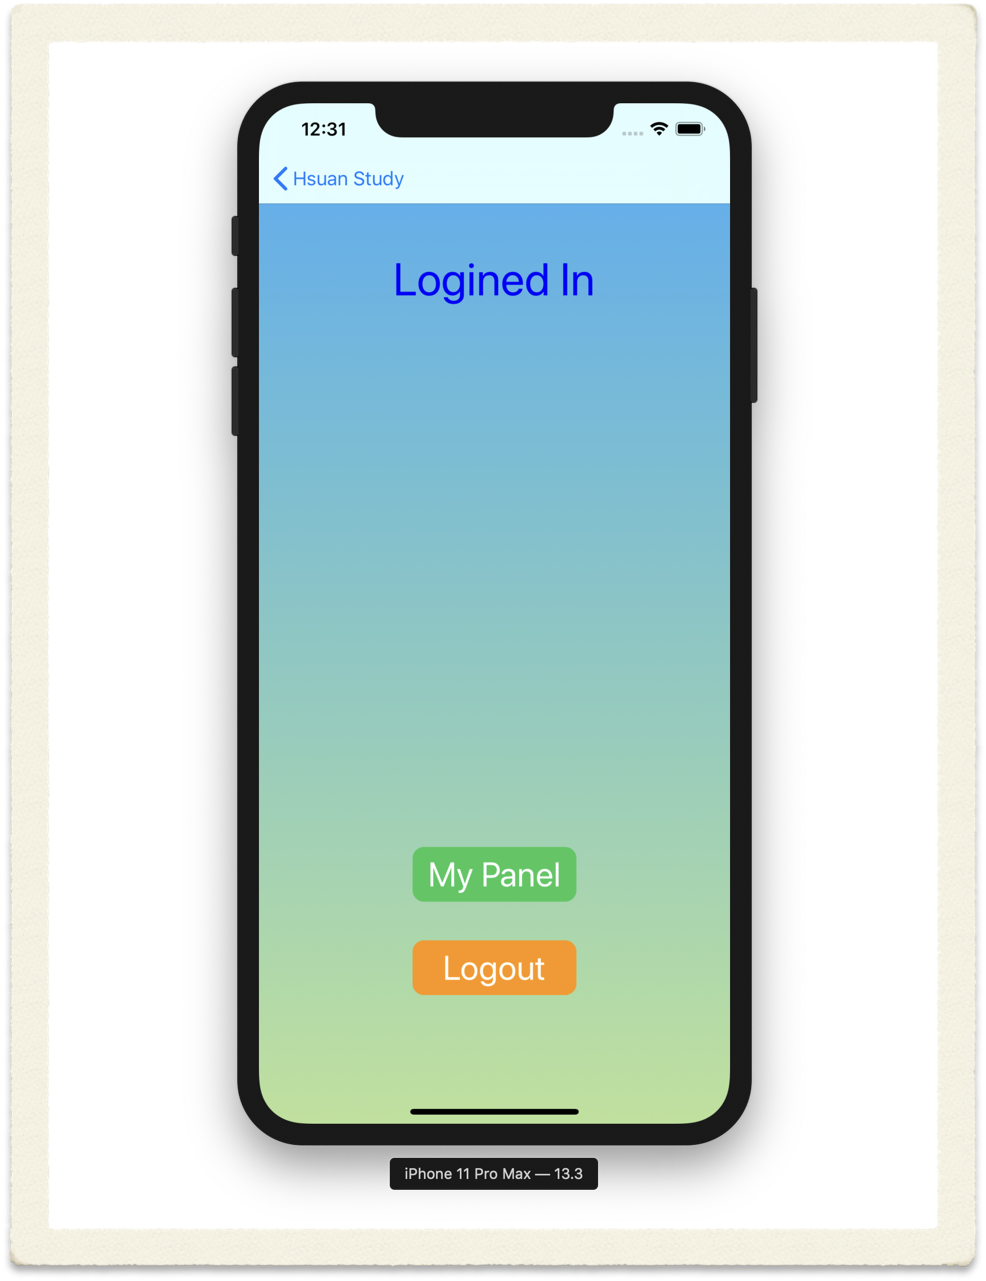 12:31
Hsuan Study
Logined In
My Panel
Logout
iPhone 11 Pro Max — 13.3